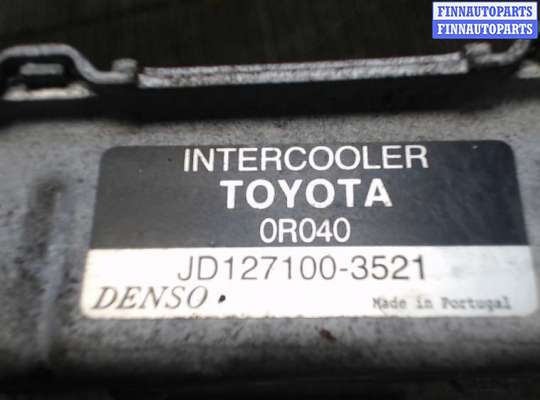 FINNAUTOPARTS
FINNAUTOPARTS
INTERCOOLER
TOYOTA
0R040
JD127100-3521
DENSO
Made in Portugal